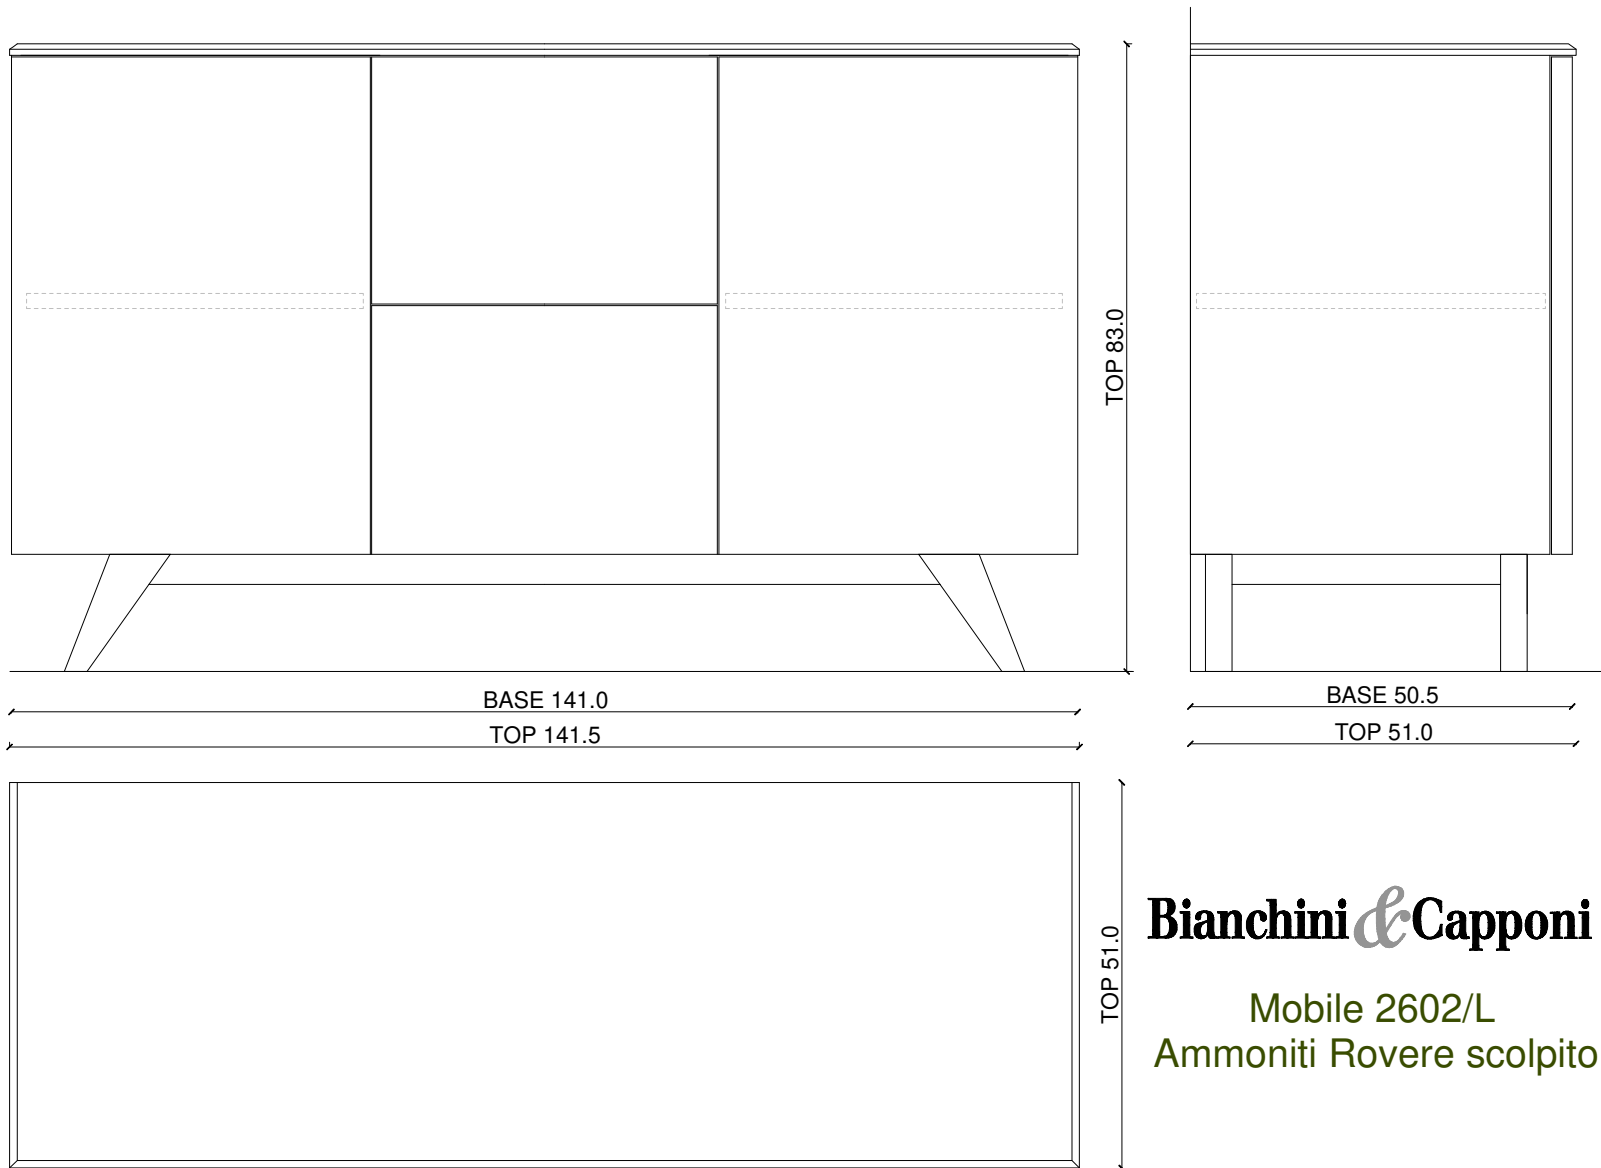 TOP 83.0
BASE 141.0
TOP 141.5
BASE 50.5
TOP 51.0
TOP 51.0
Bianchini&Capponi
Mobile 2602/L
Ammoniti Rovere scolpito